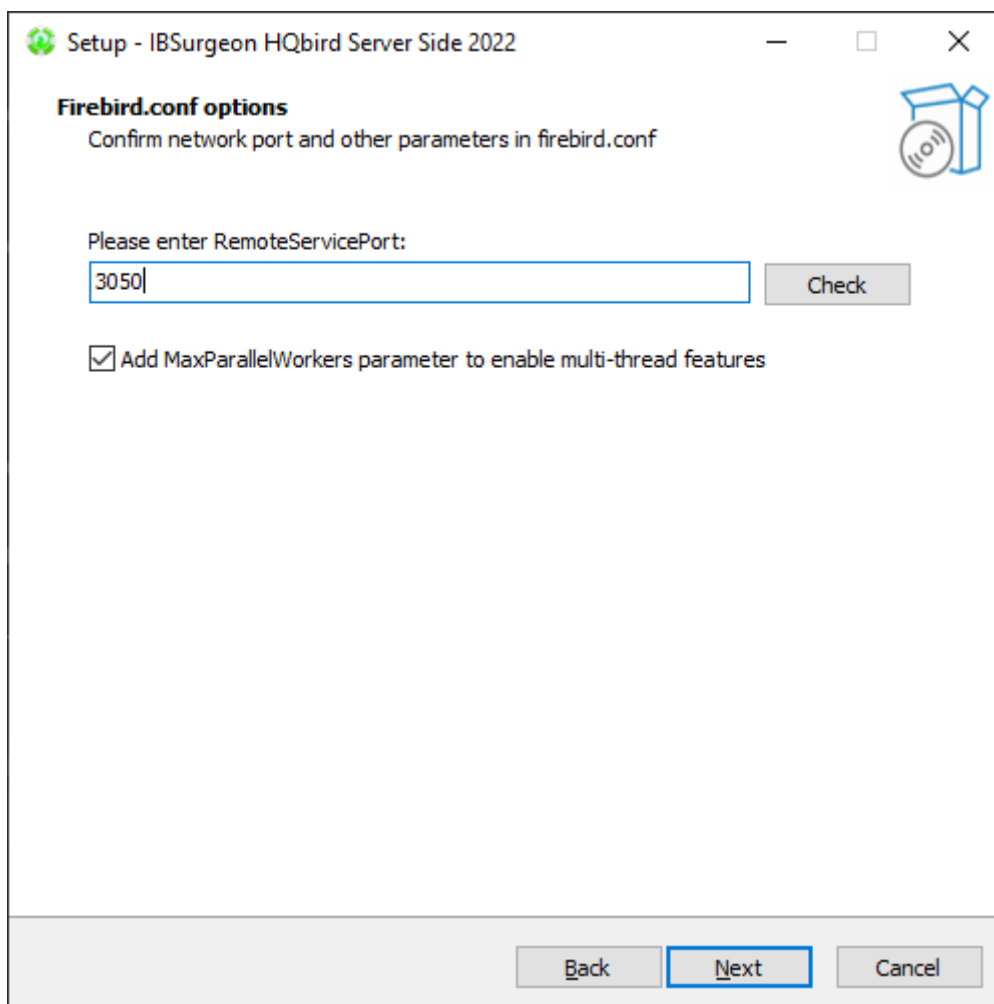 Setup - IBSurgeon HQbird Server Side 2022
Firebird.conf options
Confirm network port and other parameters in firebird.conf
Please enter RemoteServicePort:
3050
Check
Add MaxParallelWorkers parameter to enable multi-thread features
Back
Next
Cancel